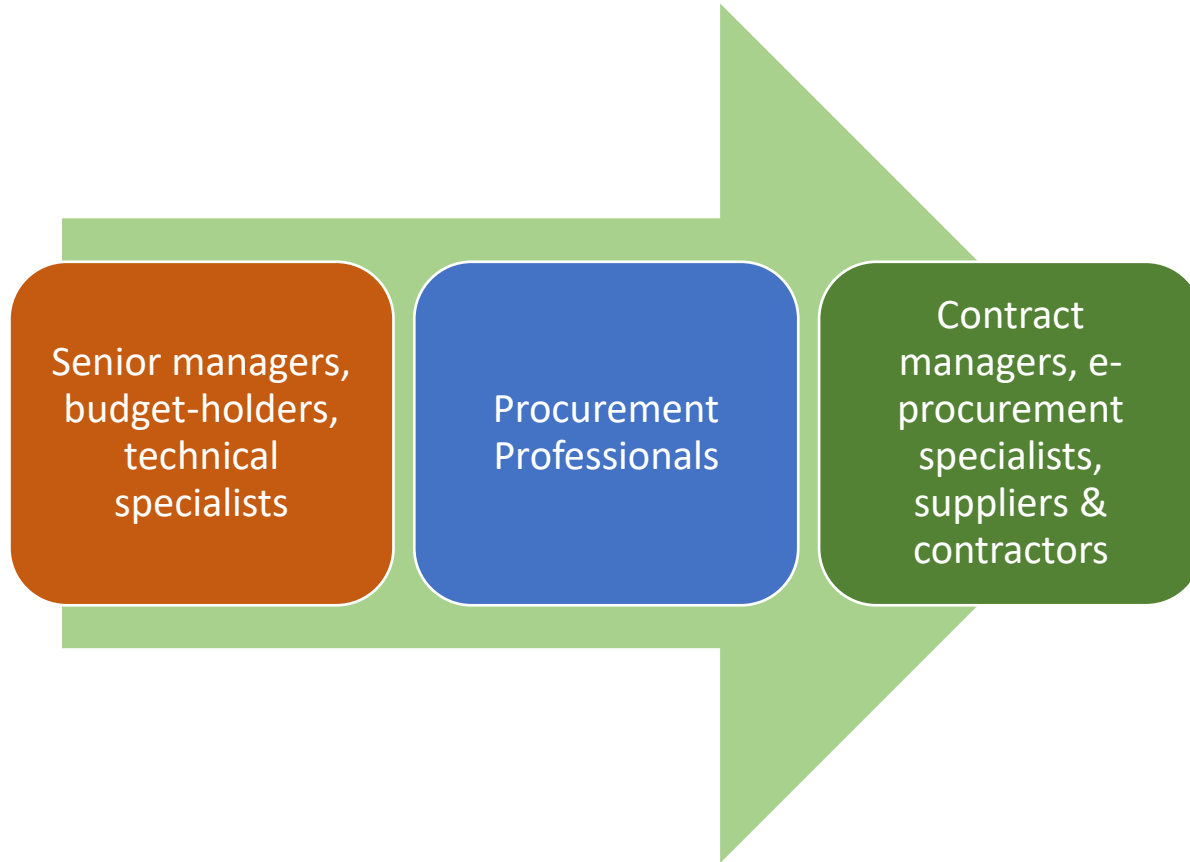 Senior managers,
budget-holders,
technical
specialists
Procurement
Professionals
Contract
managers, e-
procurement
specialists,
suppliers &
contractors